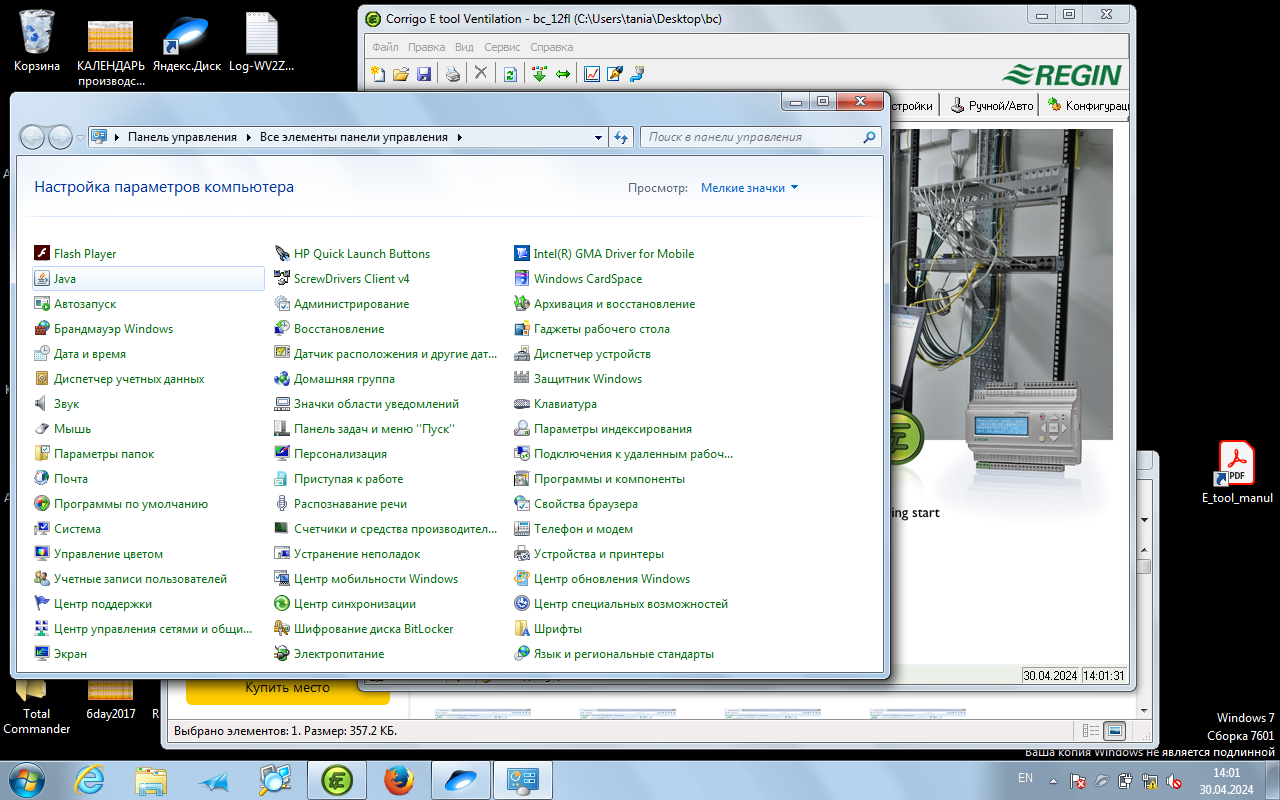 Corrigo E tool Ventilation - bc_12fl (C:\Users\tania\Desktop\bc)
Файл Правка Вид Сервис Справка
REGIN
стройки Ручной/Авто Конфигурац
Корзина
КАЛЕНДАРЬ производс...
Яндекс.Диск
Log-WV2Z...
Панель управления Все элементы панели управления
Поиск в панели управления
Настройка параметров компьютера
Просмотр: Мелкие значки
Flash Player
HP Quick Launch Buttons
Intel(R) GMA Driver for Mobile
Java
ScrewDrivers Client v4
Windows CardSpace
Автозапуск
Администрирование
Архивация и восстановление
Брандмауэр Windows
Восстановление
Гаджеты рабочего стола
Дата и время
Датчик расположения и другие дат...
Диспетчер устройств
Диспетчер учетных данных
Домашняя группа
Защитник Windows
Звук
Значки области уведомлений
Клавиатура
Мышь
Панель задач и меню ''Пуск''
Параметры индексирования
Параметры папок
Персонализация
Подключения к удаленным рабоч...
Почта
Приступая к работе
Программы и компоненты
Программы по умолчанию
Распознавание речи
Свойства браузера
Система
Счетчики и средства производител...
Телефон и модем
Управление цветом
Устранение неполадок
Устройства и принтеры
Учетные записи пользователей
Центр мобильности Windows
Центр обновления Windows
Центр поддержки
Центр синхронизации
Центр специальных возможностей
Центр управления сетями и общи...
Шифрование диска BitLocker
Шрифты
Экран
Электропитание
Язык и региональные стандарты
ing start
30.04.2024 14:01:31
PDF
E_tool_manul
Total Commander
6day2017
R
Купить место
Выбрано элементов: 1. Размер: 357.2 КБ.
Windows 7
Сборка 7601
Ваша копия Windows не является подлинной
EN
14:01
30.04.2024